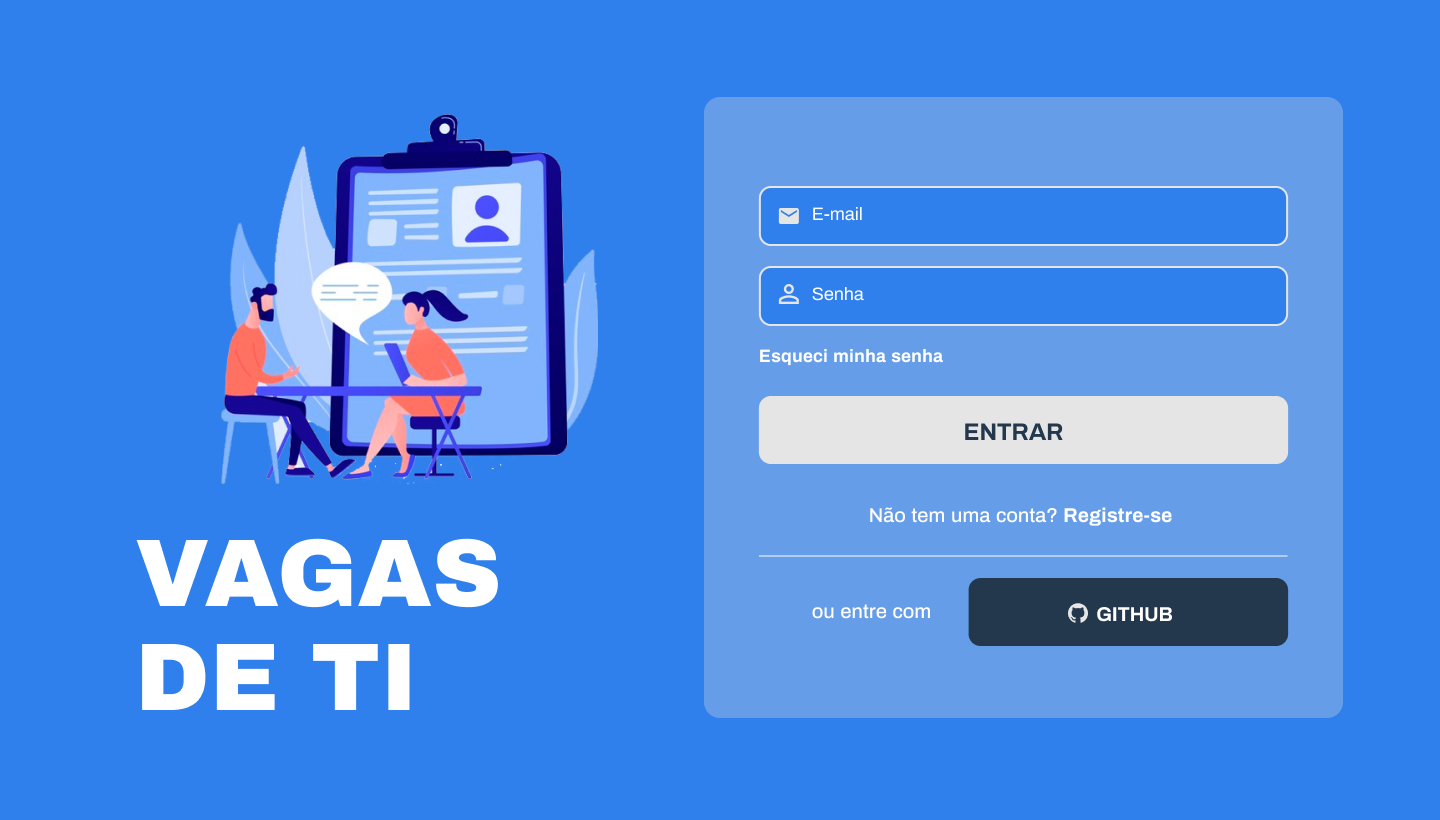 VAGAS
DE TI
E-mail
Senha
Esqueci minha senha
ENTRAR
Não tem uma conta? Registre-se
ou entre com
GITHUB